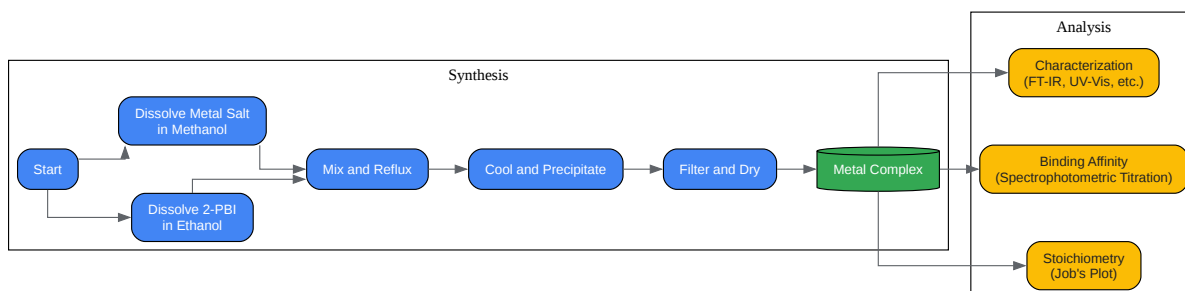 Synthesis
Start
Dissolve Metal Salt
in Methanol
Dissolve 2-PBI
in Ethanol
Mix and Reflux
Cool and Precipitate
Filter and Dry
Metal Complex
Analysis
Characterization
(FT-IR, UV-Vis, etc.)
Binding Affinity
(Spectrophotometric Titration)
Stoichiometry
(Job's Plot)